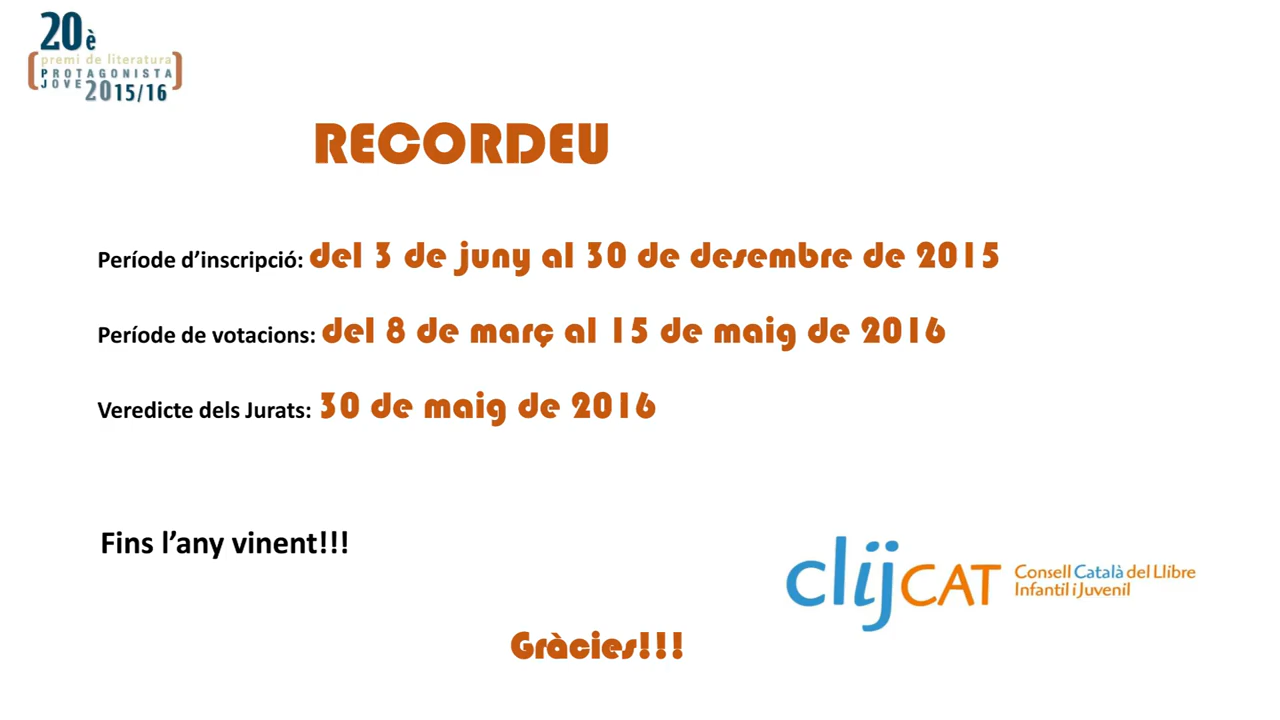 20è
premi de literatura
PROTAGONISTA
JOVE 2015/16
RECORDEU
Període d’inscripció: del 3 de juny al 30 de desembre de 2015
Període de votacions: del 8 de març al 15 de maig de 2016
Veredicte dels Jurats: 30 de maig de 2016
Fins l’any vinent!!!
clijCAT
Consell Català del Llibre
Infantil i Juvenil
Gràcies!!!